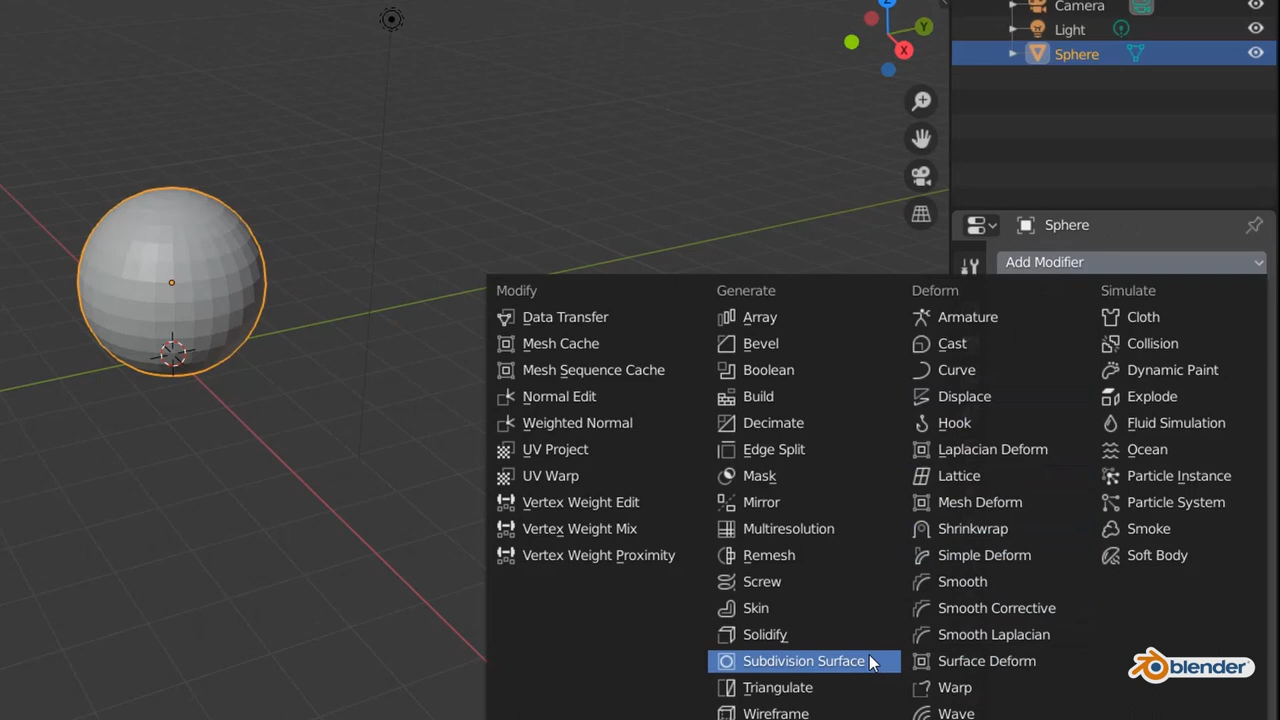 Camera
Light
Sphere
Z
Y
X
Sphere
Add Modifier
Modify
Data Transfer
Mesh Cache
Mesh Sequence Cache
Normal Edit
Weighted Normal
UV Project
UV Warp
Vertex Weight Edit
Vertex Weight Mix
Vertex Weight Proximity
Generate
Array
Bevel
Boolean
Build
Decimate
Edge Split
Mask
Mirror
Multiresolution
Remesh
Screw
Skin
Solidify
Subdivision Surface
Triangulate
Wireframe
Deform
Armature
Cast
Curve
Displace
Hook
Laplacian Deform
Lattice
Mesh Deform
Shrinkwrap
Simple Deform
Smooth
Smooth Corrective
Smooth Laplacian
Surface Deform
Warp
Wave
Simulate
Cloth
Collision
Dynamic Paint
Explode
Fluid Simulation
Ocean
Particle Instance
Particle System
Smoke
Soft Body
blender